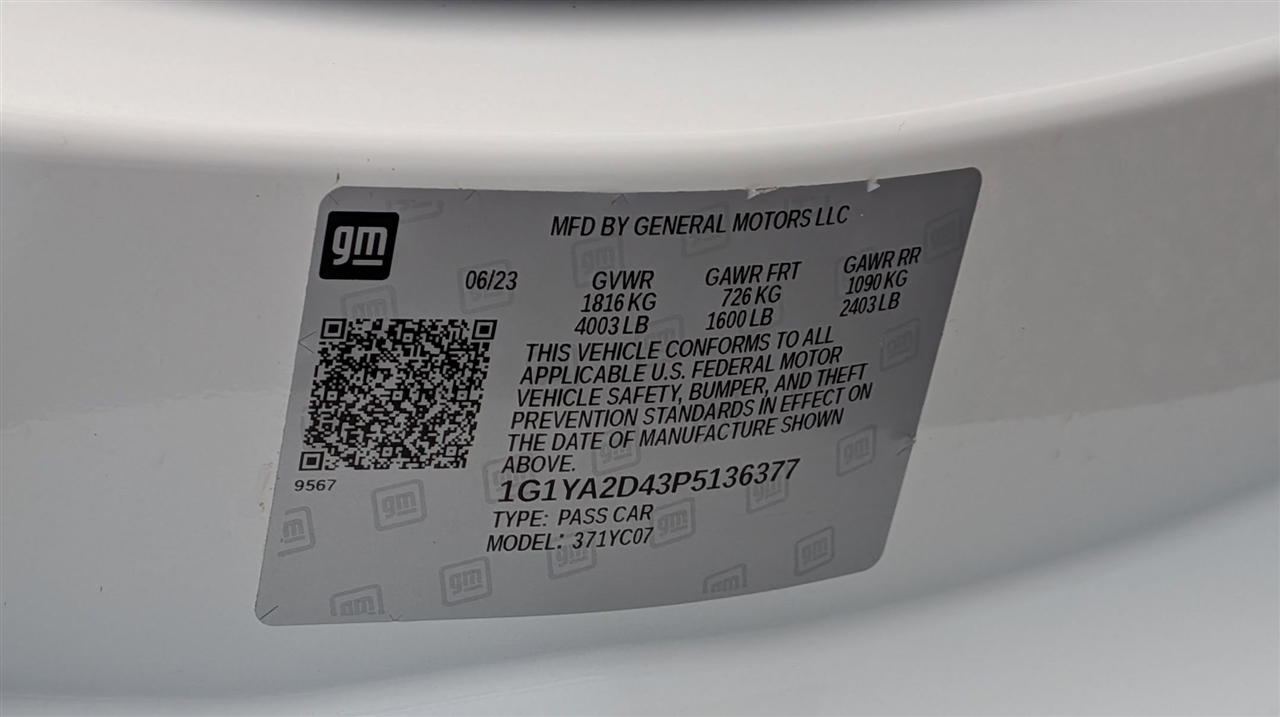 gm
MFD BY GENERAL MOTORS LLC
06/23 GVWR GAWR FRT GAWR RR
1816 KG 726 KG 1090 KG
4003 LB 1600 LB 2403 LB
THIS VEHICLE CONFORMS TO ALL
APPLICABLE U.S. FEDERAL MOTOR
VEHICLE SAFETY, BUMPER, AND THEFT
PREVENTION STANDARDS IN EFFECT ON
THE DATE OF MANUFACTURE SHOWN
ABOVE.
9567
1G1YA2D43P5136377
TYPE: PASS CAR
MODEL: 371YC07